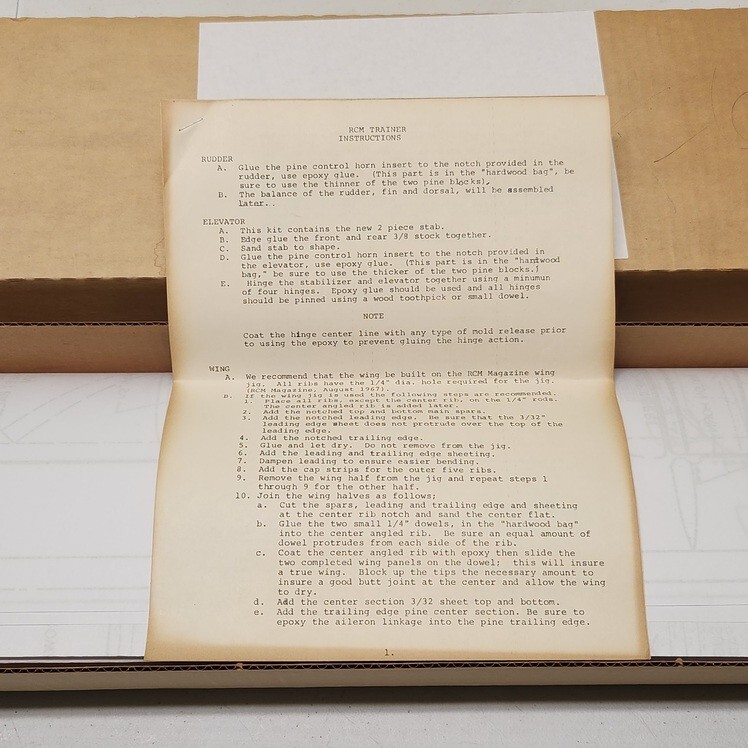 RCM TRAINER
INSTRUCTIONS
RUDDER
A. Glue the pine control horn insert to the notch provided in the
rudder, use epoxy glue. (This part is in the "hardwood bag", be
sure to use the thinner of the two pine blocks).
B. The balance of the rudder, fin and dorsal, will be assembled
later.
ELEVATOR
A. This kit contains the new 2 piece stab.
B. Edge glue the front and rear 3/8 stock together.
C. Sand stab to shape.
D. Glue the pine control horn insert to the notch provided in
the elevator, use epoxy glue. (This part is in the "hardwood
bag," be sure to use the thicker of the two pine blocks.)
E. Hinge the stabilizer and elevator together using a minumun
of four hinges. Epoxy glue should be used and all hinges
should be pinned using a wood toothpick or small dowel.
NOTE
Coat the hinge center line with any type of mold release prior
to using the epoxy to prevent gluing the hinge action.
WING
A. We recommend that the wing be built on the RCM Magazine wing
jig. All ribs have the 1/4" dia. hole required for the jig.
(RCM Magazine, August 1967).
B. If the wing jig is used the following steps are recommended.
1. Place all ribs, except the center rib, on the 1/4" rods.
The center angled rib is added later.
2. Add the notched top and bottom main spars.
3. Add the notched leading edge. Be sure that the 3/32"
leading edge sheet does not protrude over the top of the
leading edge.
4. Add the notched trailing edge.
5. Glue and let dry. Do not remove from the jig.
6. Add the leading and trailing edge sheeting.
7. Dampen leading to ensure easier bending.
8. Add the cap strips for the outer five ribs.
9. Remove the wing half from the jig and repeat steps 1
through 9 for the other half.
10. Join the wing halves as follows;
a. Cut the spars, leading and trailing edge and sheeting
at the center rib notch and sand the center flat.
b. Glue the two small 1/4" dowels, in the "hardwood bag"
into the center angled rib. Be sure an equal amount of
dowel protrudes from each side of the rib.
c. Coat the center angled rib with epoxy then slide the
two completed wing panels on the dowel; this will insure
a true wing. Block up the tips the necessary amount to
insure a good butt joint at the center and allow the wing
to dry.
d. Add the center section 3/32 sheet top and bottom.
e. Add the trailing edge pine center section. Be sure to
epoxy the aileron linkage into the pine trailing edge.
1.